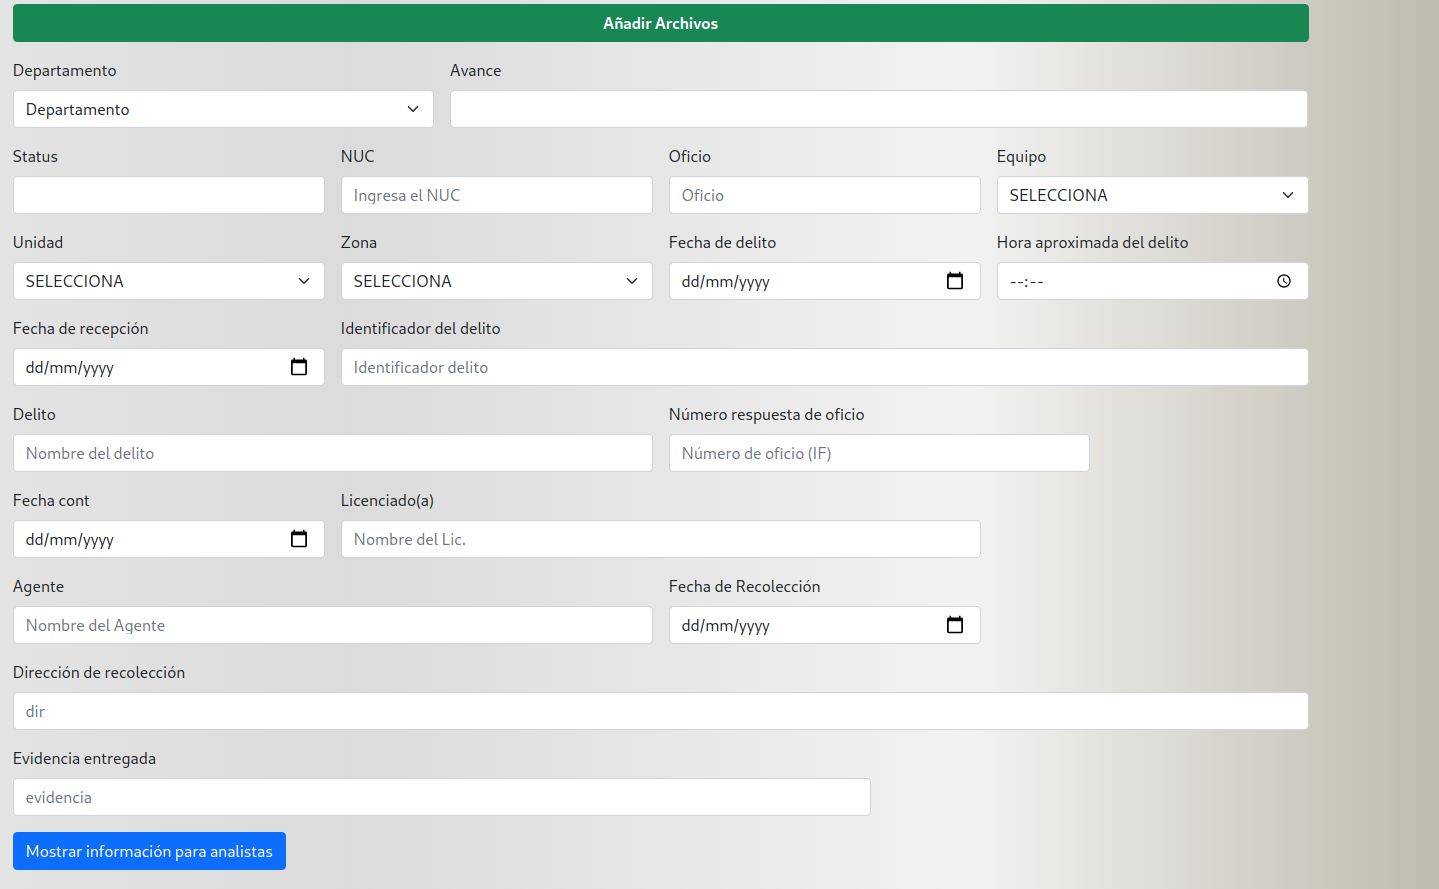 Añadir Archivos
Departamento Avance
Departamento
Status NUC Oficio Equipo
Ingresa el NUC Oficio SELECCIONA
Unidad Zona Fecha de delito Hora aproximada del delito
SELECCIONA SELECCIONA dd/mm/yyyy --:--
Fecha de recepción Identificador del delito
dd/mm/yyyy Identificador delito
Delito Número respuesta de oficio
Nombre del delito Número de oficio (IF)
Fecha cont Licenciado(a)
dd/mm/yyyy Nombre del Lic.
Agente Fecha de Recolección
Nombre del Agente dd/mm/yyyy
Dirección de recolección
dir
Evidencia entregada
evidencia
Mostrar información para analistas